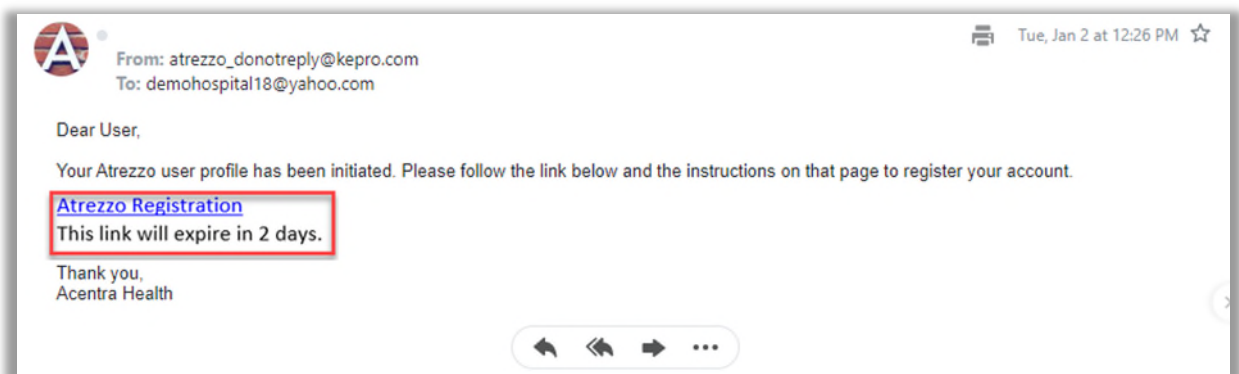 A
Tue, Jan 2 at 12:26 PM
From: atrezzo_donotreply@kepro.com
To: demohospital18@yahoo.com
Dear User,
Your Atrezzo user profile has been initiated. Please follow the link below and the instructions on that page to register your account.
Atrezzo Registration
This link will expire in 2 days.
Thank you,
Acentra Health